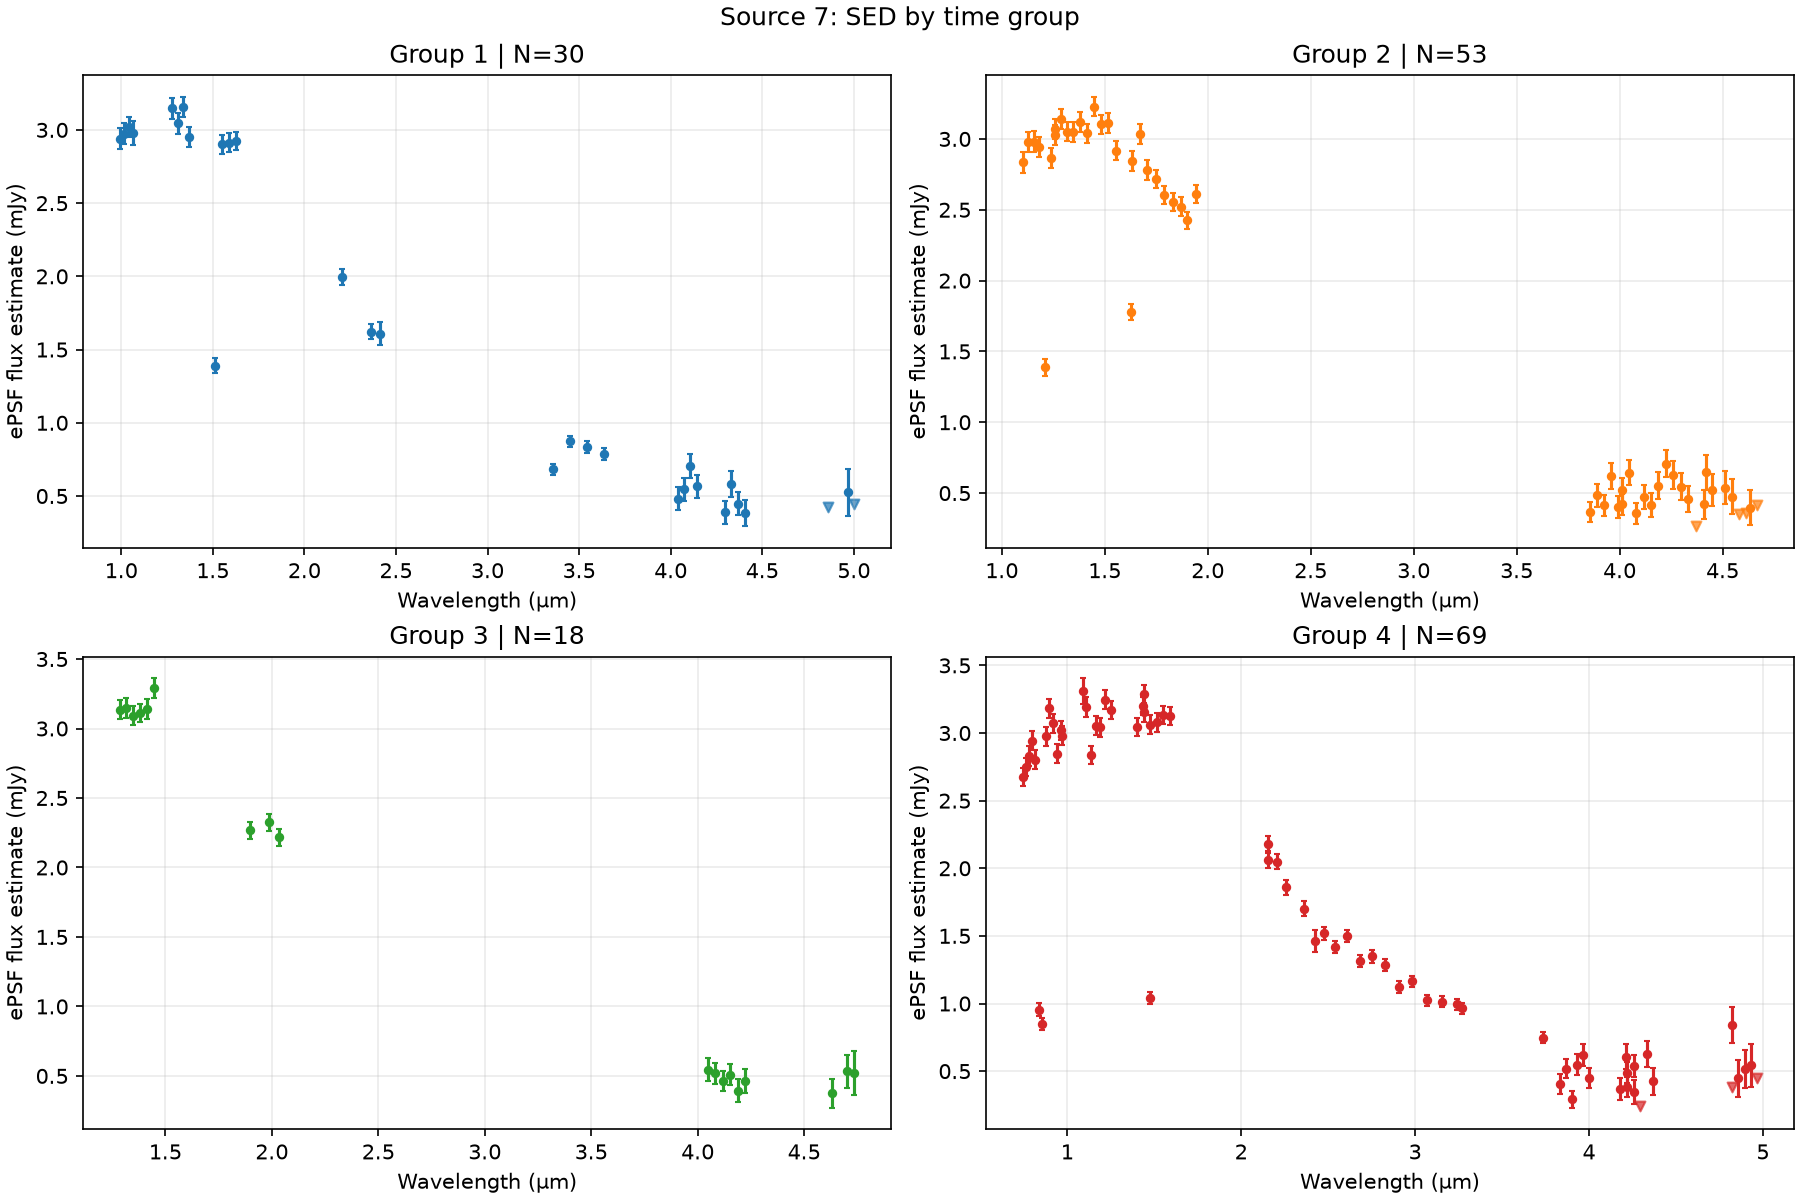 Source 7: SED by time group
Group 1 | N=30
ePSF flux estimate (mJy)
3.0
2.5
2.0
1.5
1.0
0.5
1.0 1.5 2.0 2.5 3.0 3.5 4.0 4.5 5.0
Wavelength (μm)
Group 2 | N=53
ePSF flux estimate (mJy)
3.0
2.5
2.0
1.5
1.0
0.5
1.0 1.5 2.0 2.5 3.0 3.5 4.0 4.5
Wavelength (μm)
Group 3 | N=18
ePSF flux estimate (mJy)
3.5
3.0
2.5
2.0
1.5
1.0
0.5
1.5 2.0 2.5 3.0 3.5 4.0 4.5
Wavelength (μm)
Group 4 | N=69
ePSF flux estimate (mJy)
3.5
3.0
2.5
2.0
1.5
1.0
0.5
1 2 3 4 5
Wavelength (μm)